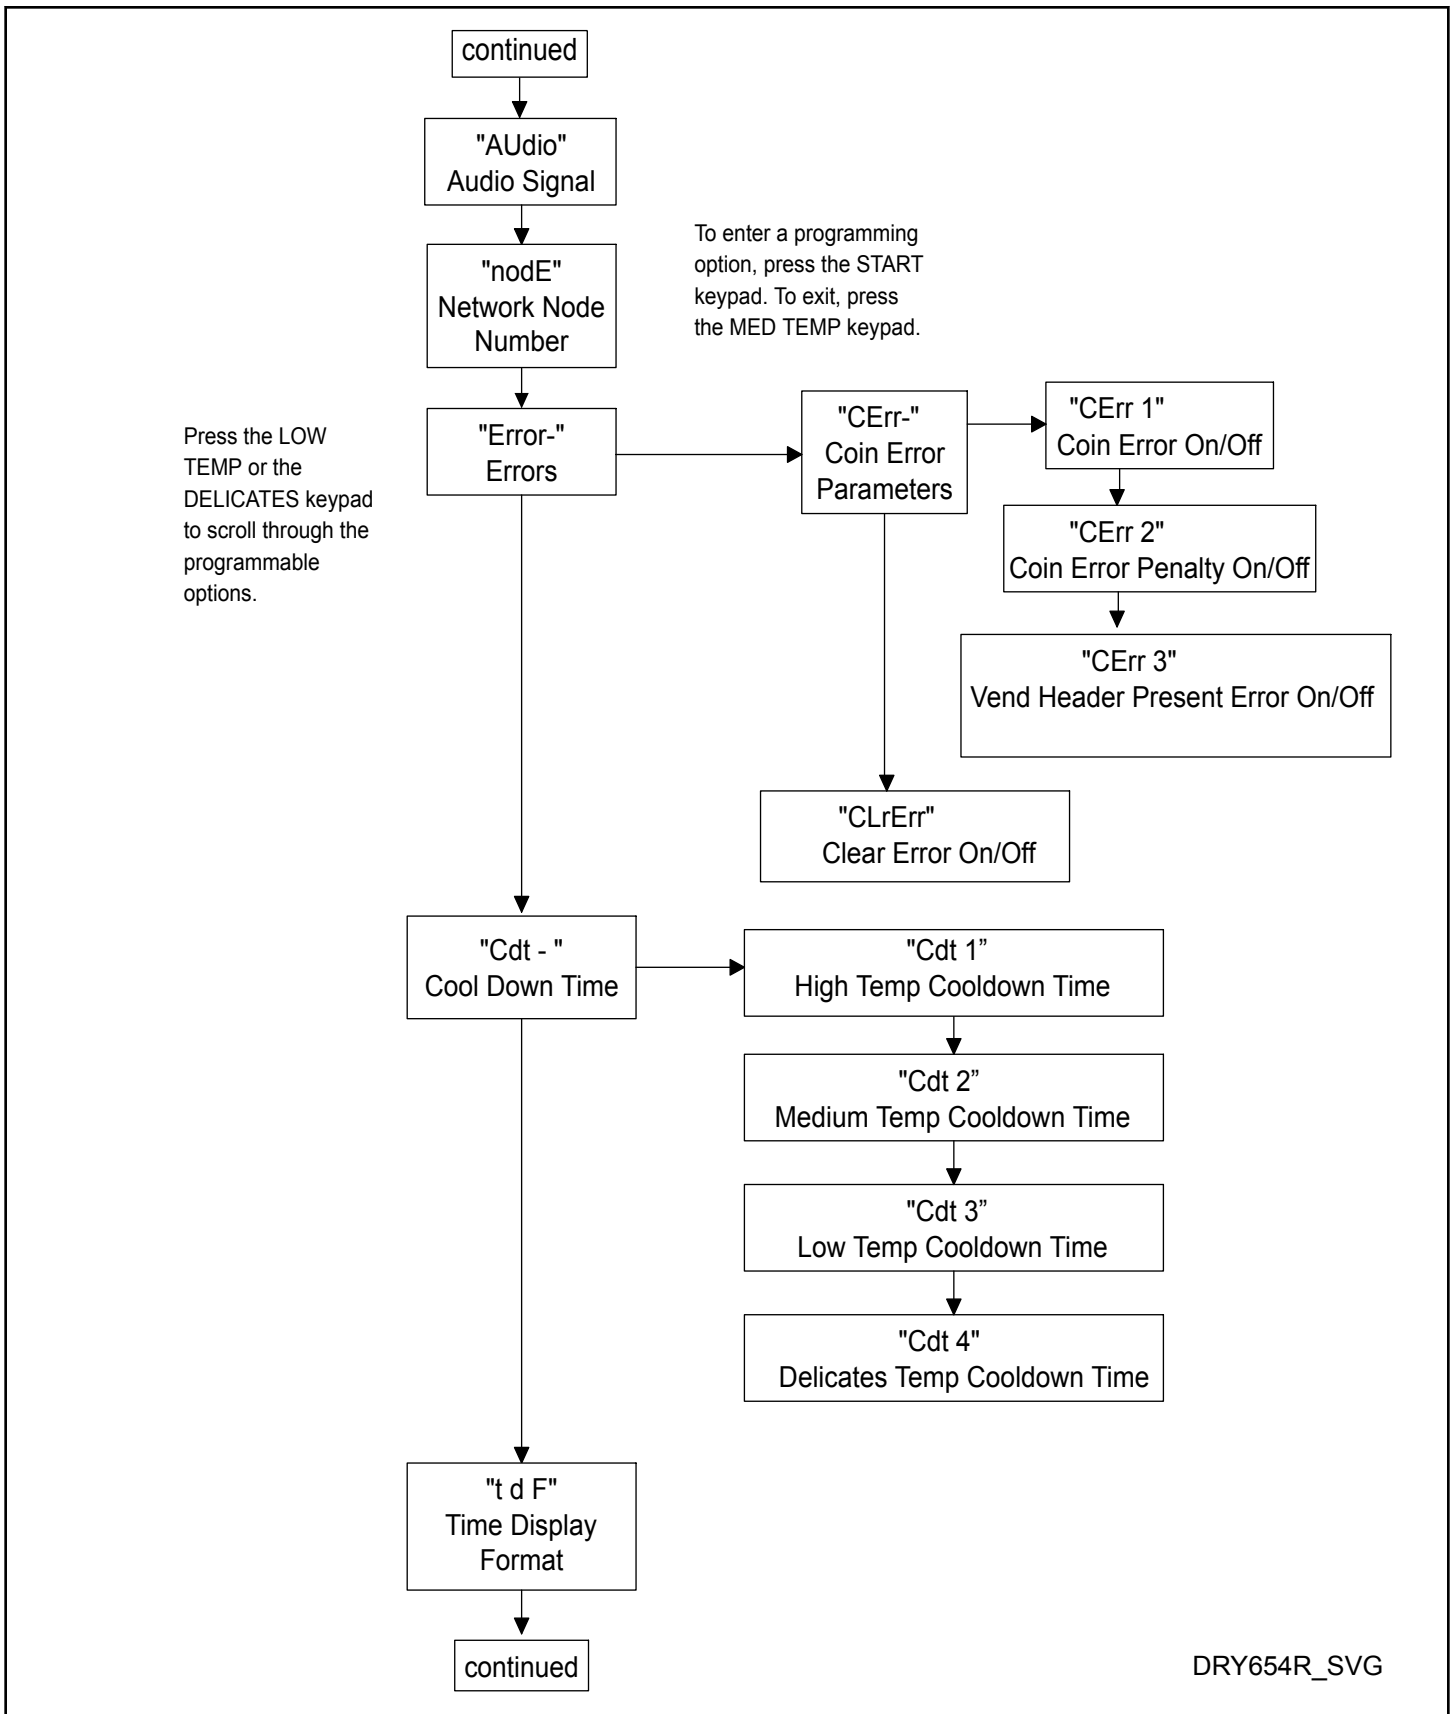 continued
"AUdio"
Audio Signal
"nodE"
Network Node
Number
To enter a programming
option, press the START
keypad. To exit, press
the MED TEMP keypad.
Press the LOW
TEMP or the
DELICATES keypad
to scroll through the
programmable
options.
"Error-"
Errors
"CErr-"
Coin Error
Parameters
"CErr 1"
Coin Error On/Off
"CErr 2"
Coin Error Penalty On/Off
"CErr 3"
Vend Header Present Error On/Off
"CLrErr"
Clear Error On/Off
"Cdt - "
Cool Down Time
"Cdt 1”
High Temp Cooldown Time
"Cdt 2”
Medium Temp Cooldown Time
"Cdt 3”
Low Temp Cooldown Time
"Cdt 4"
Delicates Temp Cooldown Time
"t d F"
Time Display
Format
continued
DRY654R_SVG